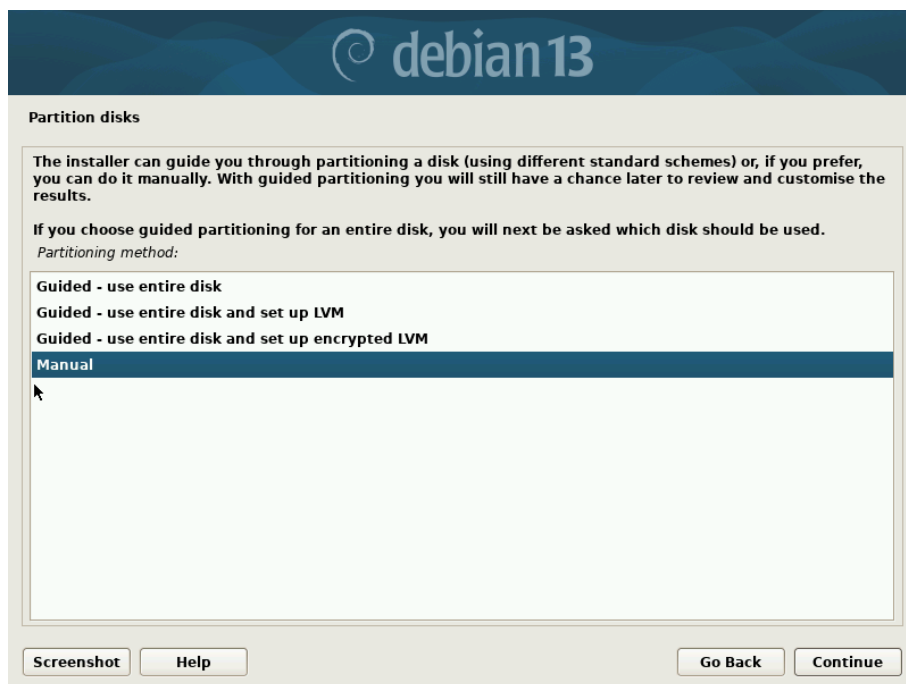 debian 13
Partition disks
The installer can guide you through partitioning a disk (using different standard schemes) or, if you prefer,
you can do it manually. With guided partitioning you will still have a chance later to review and customise the
results.
If you choose guided partitioning for an entire disk, you will next be asked which disk should be used.
Partitioning method:
Guided - use entire disk
Guided - use entire disk and set up LVM
Guided - use entire disk and set up encrypted LVM
Manual
Screenshot Help Go Back Continue